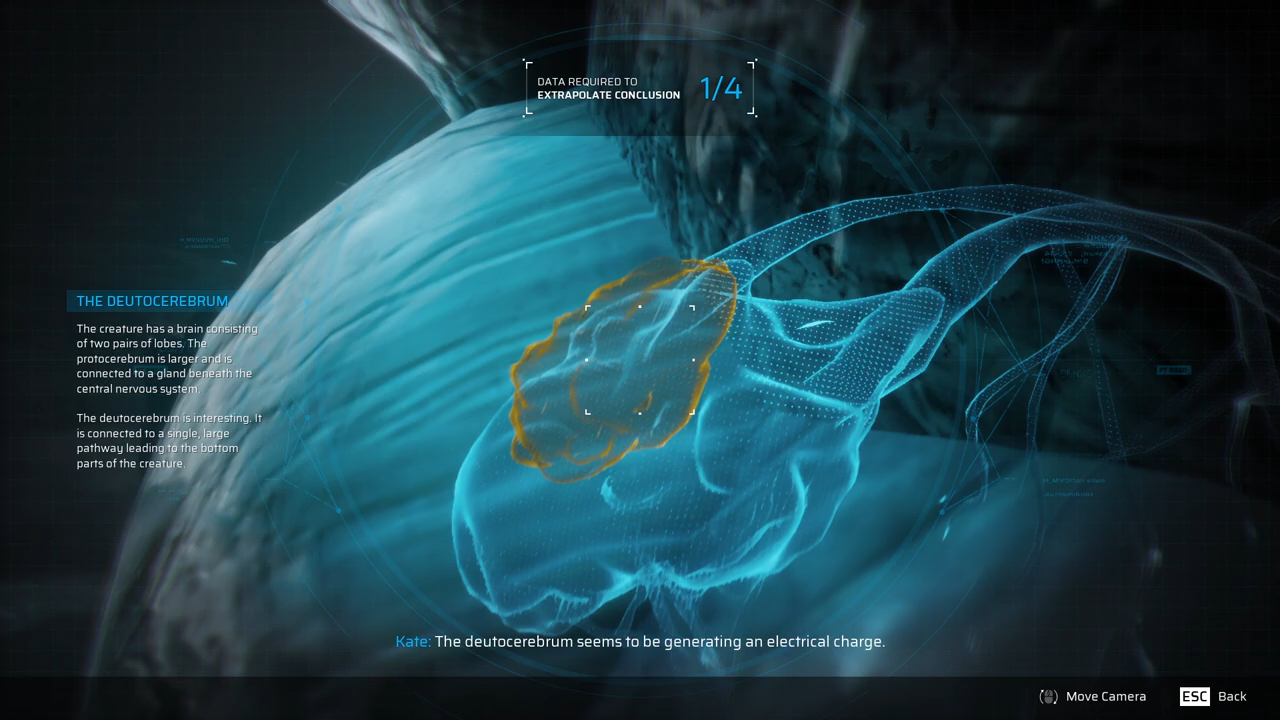 DATA REQUIRED TO
EXTRAPOLATE CONCLUSION
1/4
THE DEUTOCEREBRUM
The creature has a brain consisting
of two pairs of lobes. The
protocerebrum is larger and is
connected to a gland beneath the
central nervous system.
The deutocerebrum is interesting. It
is connected to a single, large
pathway leading to the bottom
parts of the creature.
Kate: The deutocerebrum seems to be generating an electrical charge.
Move Camera
ESC Back